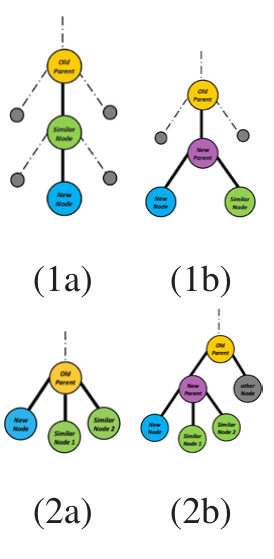 Old
Parent
Similar
Node
New
Node
(1a)
Old
Parent
New
Parent
New
Node
Similar
Node
(1b)
Old
Parent
New
Node
Similar
Node 1
Similar
Node 2
(2a)
Old
Parent
New
Parent
other
Node
New
Node
Similar
Node 1
Similar
Node 2
(2b)